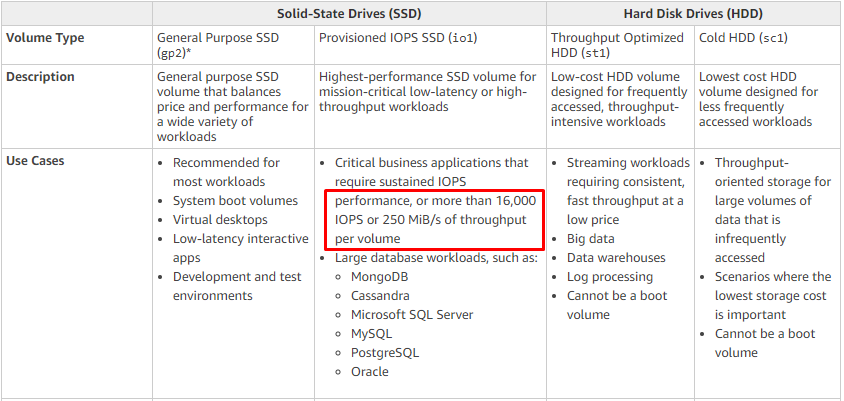 Solid-State Drives (SSD)
Hard Disk Drives (HDD)
Volume Type
General Purpose SSD
(gp2)*
Provisioned IOPS SSD (io1)
Throughput Optimized
HDD (st1)
Cold HDD (sc1)
Description
General purpose SSD
volume that balances
price and performance for
a wide variety of
workloads
Highest-performance SSD volume for
mission-critical low-latency or high-
throughput workloads
Low-cost HDD volume
designed for frequently
accessed, throughput-
intensive workloads
Lowest cost HDD
volume designed for
less frequently
accessed workloads
Use Cases
• Recommended for
most workloads
• System boot volumes
• Virtual desktops
• Low-latency interactive
apps
• Development and test
environments
• Critical business applications that
require sustained IOPS
performance, or more than 16,000
IOPS or 250 MiB/s of throughput
per volume
• Large database workloads, such as:
◦ MongoDB
◦ Cassandra
◦ Microsoft SQL Server
◦ MySQL
◦ PostgreSQL
◦ Oracle
• Streaming workloads
requiring consistent,
fast throughput at a
low price
• Big data
• Data warehouses
• Log processing
• Cannot be a boot
volume
• Throughput-
oriented storage for
large volumes of
data that is
infrequently
accessed
• Scenarios where the
lowest storage cost
is important
• Cannot be a boot
volume